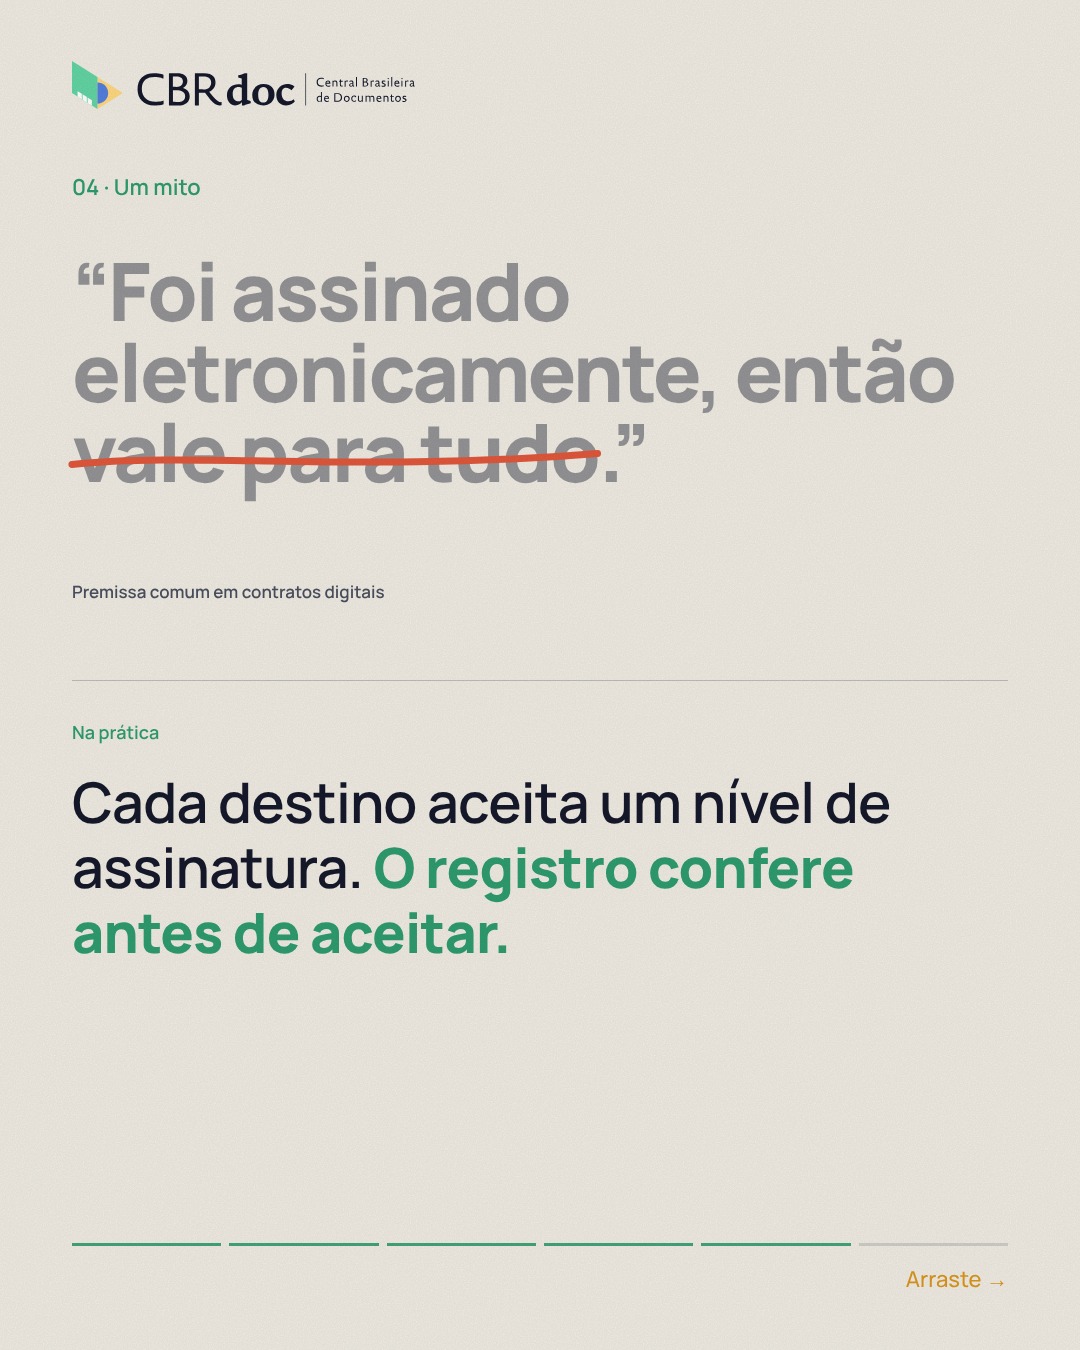 CBRdoc
Central Brasileira
de Documentos
04 · Um mito
“Foi assinado
eletronicamente, então
vale para tudo.”
Premissa comum em contratos digitais
Na prática
Cada destino aceita um nível de
assinatura. O registro confere
antes de aceitar.
Arraste →